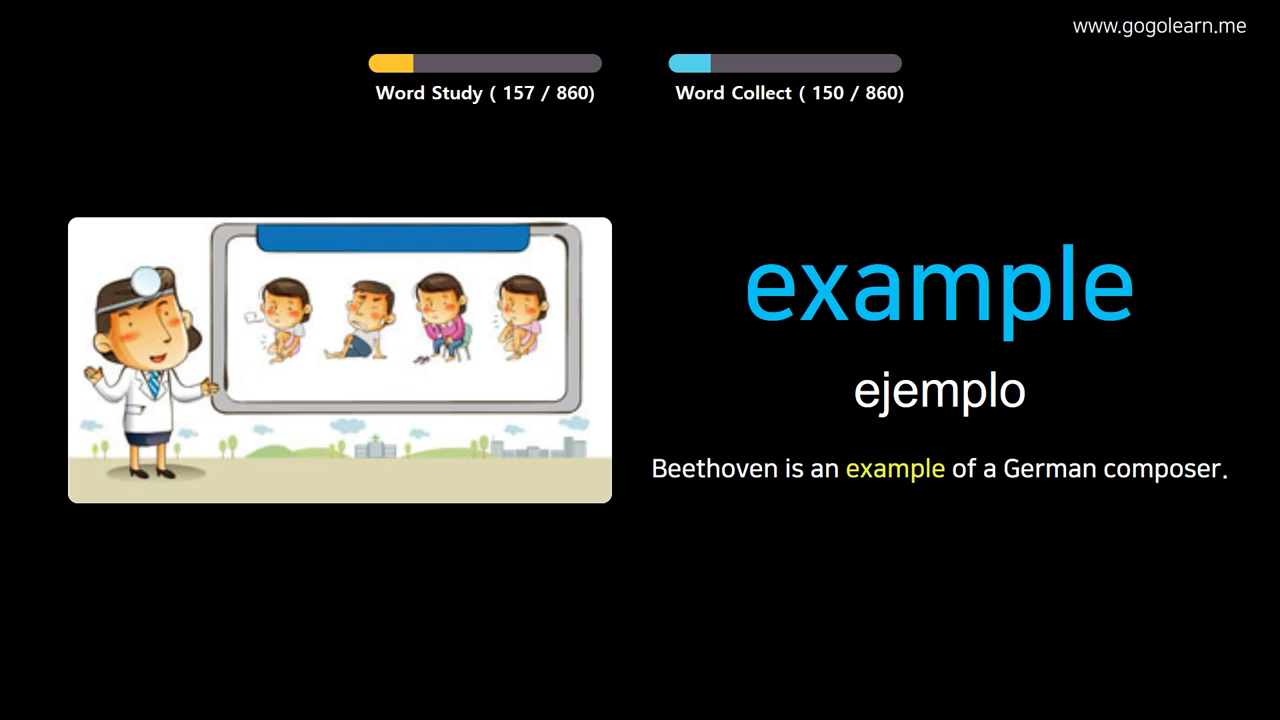 www.gogolearn.me
Word Study ( 157 / 860)
Word Collect ( 150 / 860)
example
ejemplo
Beethoven is an example of a German composer.